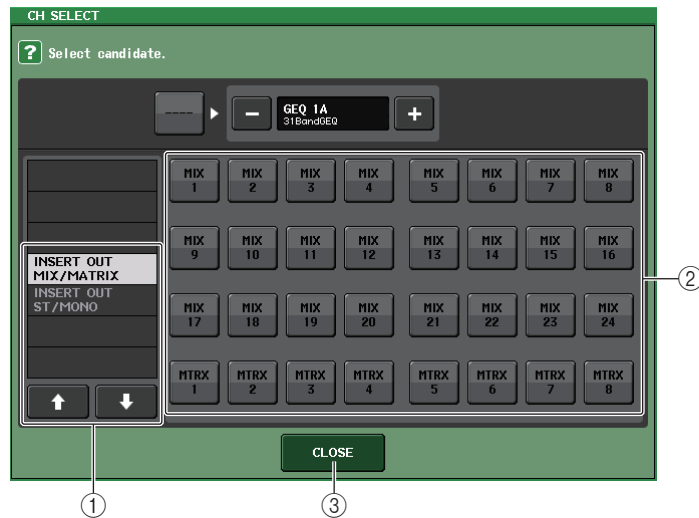 CH SELECT
? Select candidate.
----
−
GEQ 1A
31BandGEQ
+
INSERT OUT
MIX/MATRIX
INSERT OUT
ST/MONO
MIX 1 MIX 2 MIX 3 MIX 4 MIX 5 MIX 6 MIX 7 MIX 8
MIX 9 MIX 10 MIX 11 MIX 12 MIX 13 MIX 14 MIX 15 MIX 16
MIX 17 MIX 18 MIX 19 MIX 20 MIX 21 MIX 22 MIX 23 MIX 24
MTRX 1 MTRX 2 MTRX 3 MTRX 4 MTRX 5 MTRX 6 MTRX 7 MTRX 8
②
CLOSE
① ③